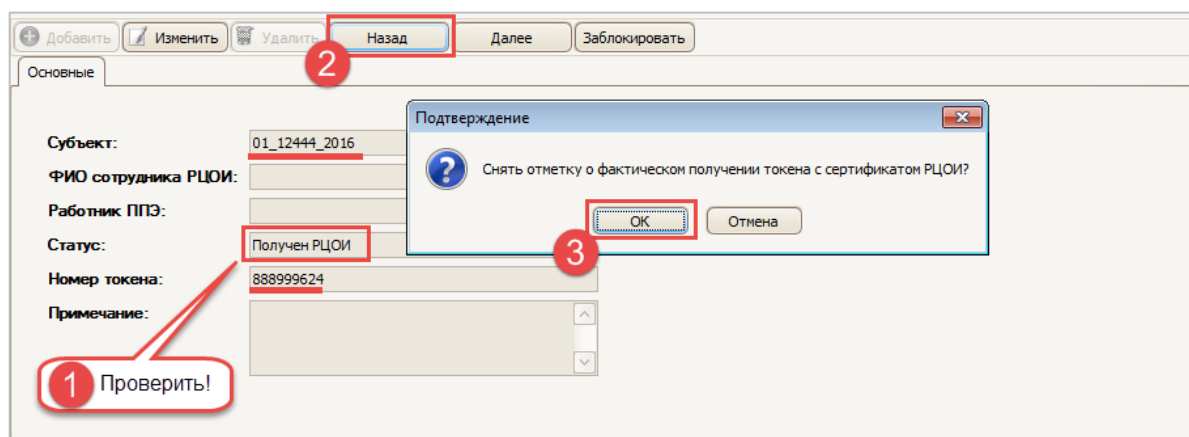 Добавить Изменить Удалить Назад Далее Заблокировать
2
Основные
Подтверждение
Снять отметку о фактическом получении токена с сертификатом РЦОИ?
ОК Отмена
3
Субъект: 01_12444_2016
ФИО сотрудника РЦОИ:
Работник ППЭ:
Статус: Получен РЦОИ
Номер токена: 888999624
Примечание:
1 Проверить!